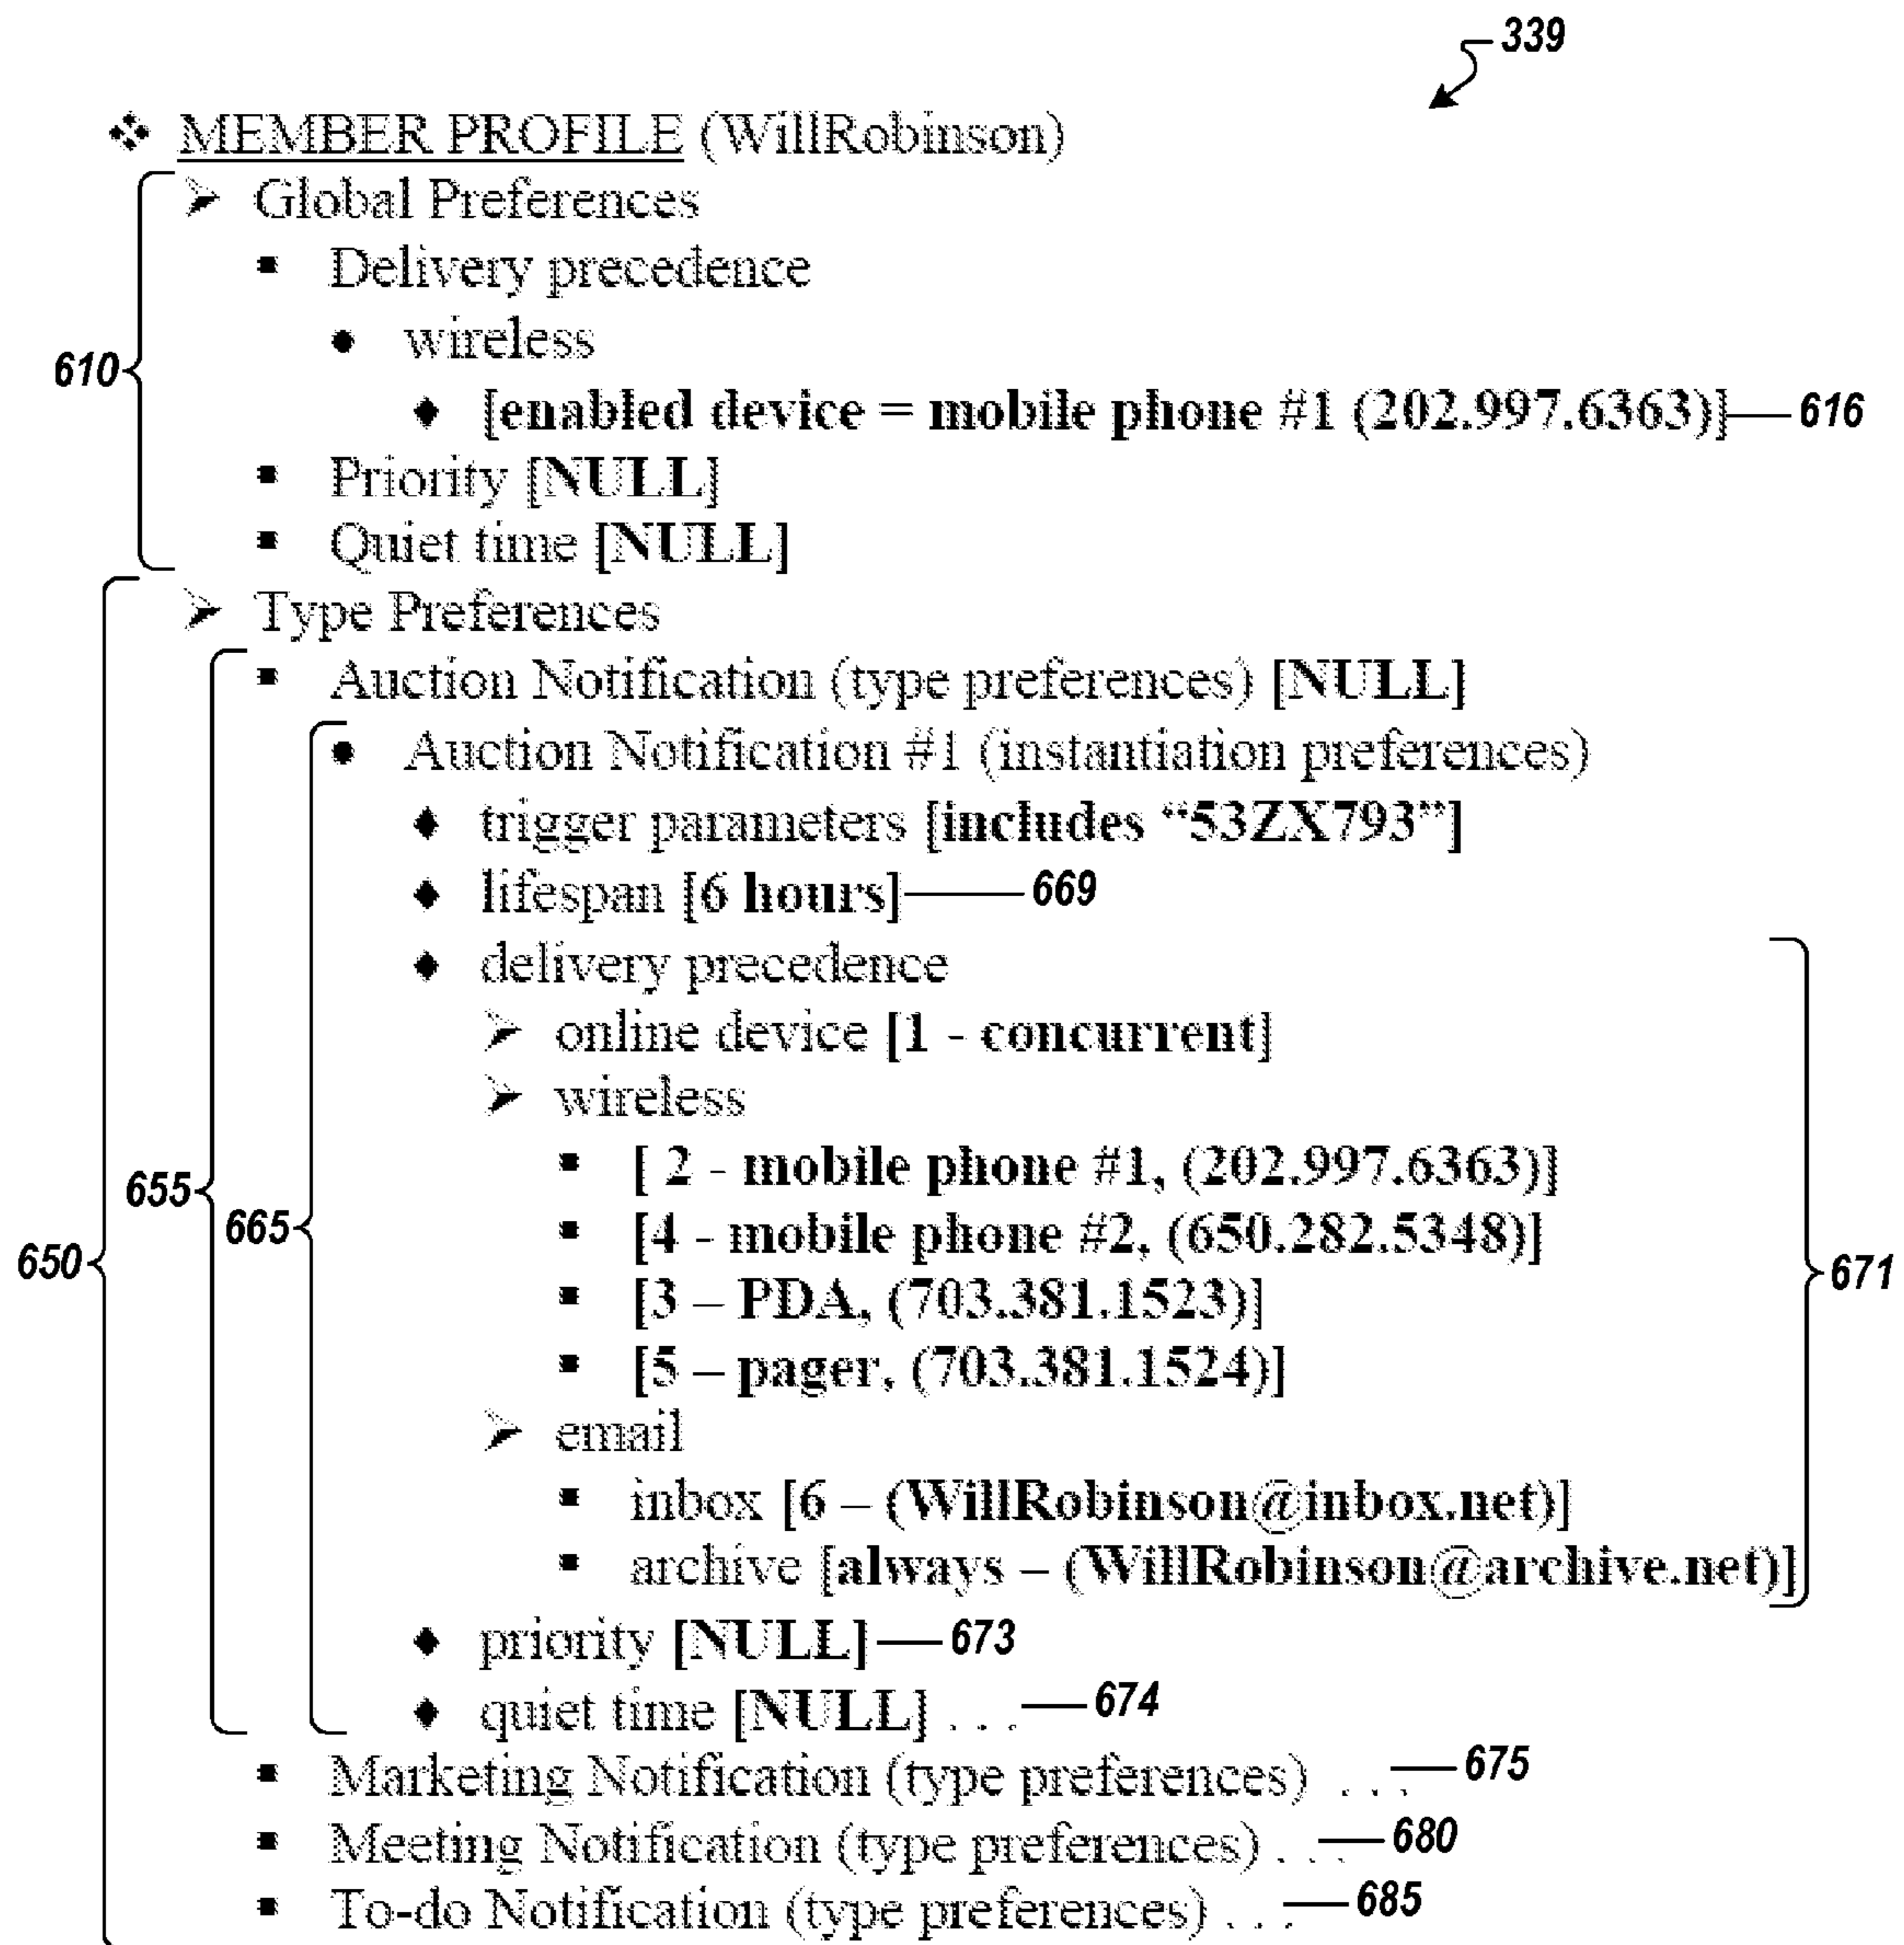 339
❖ MEMBER PROFILE (WillRobinson)
➢ Global Preferences
▪ Delivery precedence
• wireless
610
♦ [enabled device = mobile phone #1 (202.997.6363)] 616
▪ Priority [NULL]
▪ Quiet time [NULL]
➢ Type Preferences
▪ Auction Notification (type preferences) [NULL]
• Auction Notification #1 (instantiation preferences)
♦ trigger parameters [includes “53ZX793”]
♦ lifespan [6 hours] 669
♦ delivery precedence
➢ online device [1 - concurrent]
➢ wireless
▪ [ 2 - mobile phone #1, (202.997.6363)]
655
665
▪ [4 - mobile phone #2, (650.282.5348)]
650
671
▪ [3 – PDA, (703.381.1523)]
▪ [5 – pager, (703.381.1524)]
➢ email
▪ inbox [6 – (WillRobinson@inbox.net)]
▪ archive [always – (WillRobinson@archive.net)]
♦ priority [NULL] 673
♦ quiet time [NULL] . . . 674
▪ Marketing Notification (type preferences) . . . 675
▪ Meeting Notification (type preferences) . . . 680
▪ To-do Notification (type preferences) . . . 685